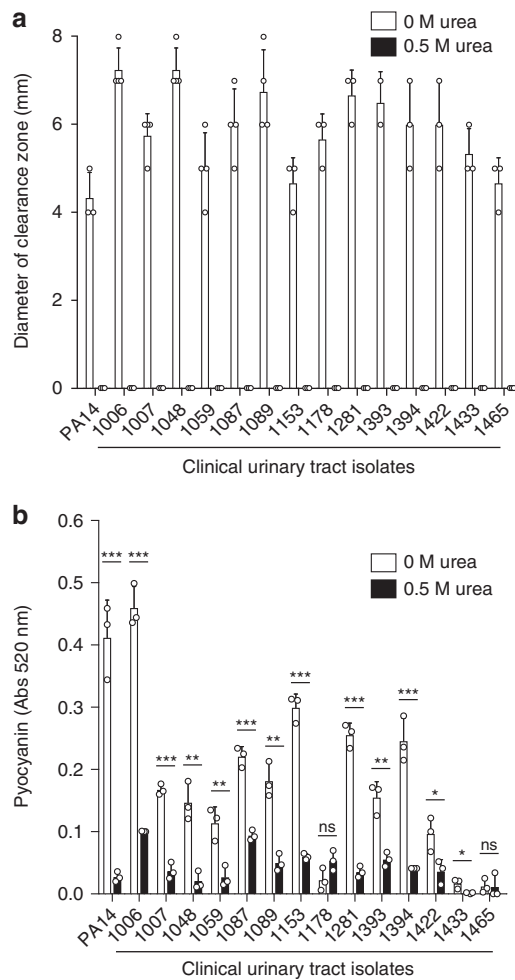 a
0 M urea
0.5 M urea
Diameter of clearance zone (mm)
8
6
4
2
0
PA14 1006 1007 1048 1059 1087 1089 1153 1178 1281 1393 1394 1422 1433 1465
Clinical urinary tract isolates
b
0 M urea
0.5 M urea
Pyocyanin (Abs 520 nm)
0.6
0.5
0.4
0.3
0.2
0.1
0.0
*** *** *** ** ** *** ** *** ns *** ** *** * * ns
PA14 1006 1007 1048 1059 1087 1089 1153 1178 1281 1393 1394 1422 1433 1465
Clinical urinary tract isolates